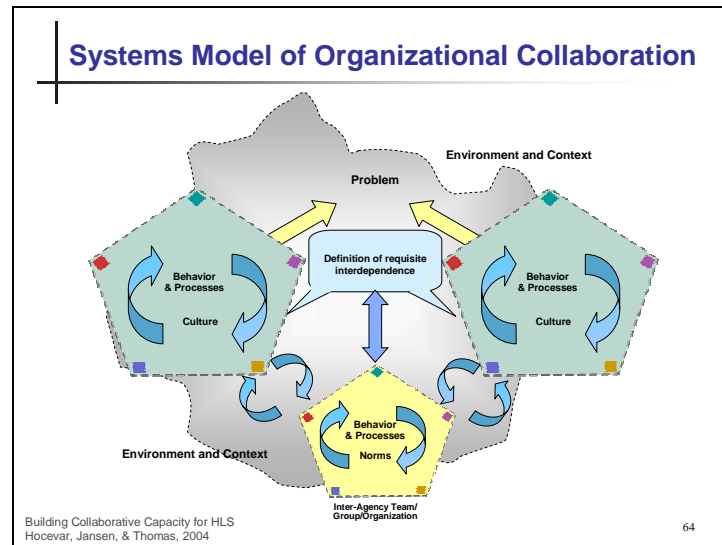 Systems Model of Organizational Collaboration
Environment and Context
Problem
Definition of requisite
interdependence
Behavior
& Processes
Culture
Behavior
& Processes
Culture
Behavior
& Processes
Norms
Environment and Context
Inter-Agency Team/
Group/Organization
Building Collaborative Capacity for HLS
Hocevar, Jansen, & Thomas, 2004
64